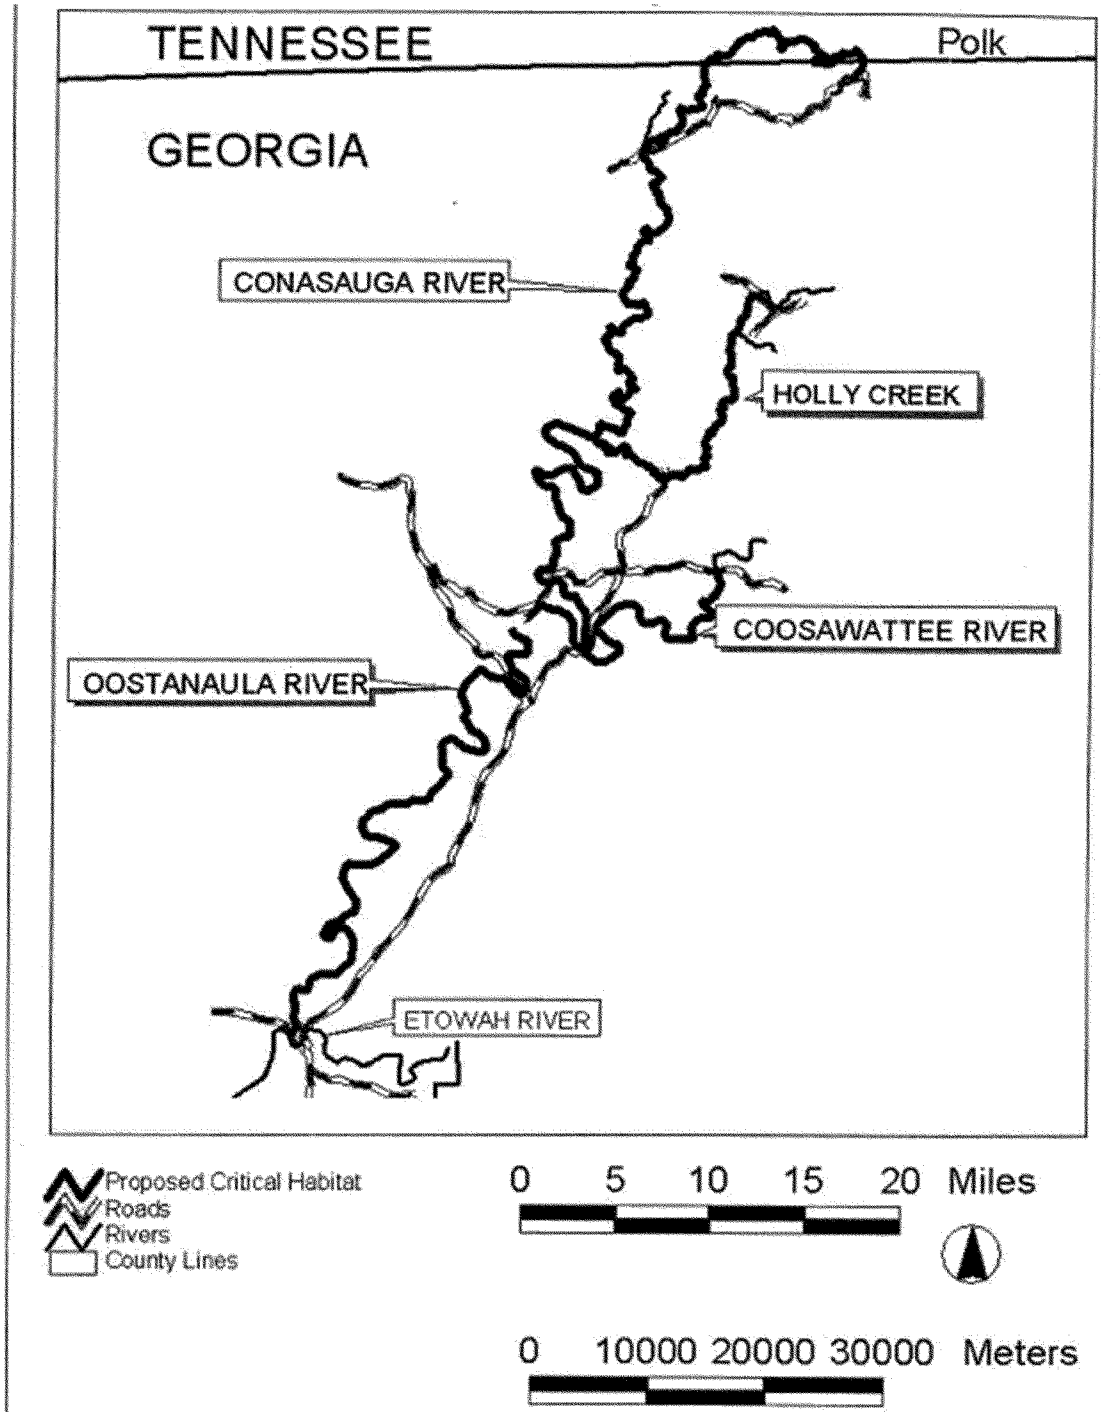 TENNESSEE
Polk
GEORGIA
CONASAUGA RIVER
HOLLY CREEK
COOSAWATTEE RIVER
OOSTANAULA RIVER
ETOWAH RIVER
Proposed Critical Habitat
Roads
Rivers
County Lines
0 5 10 15 20 Miles
0 10000 20000 30000 Meters